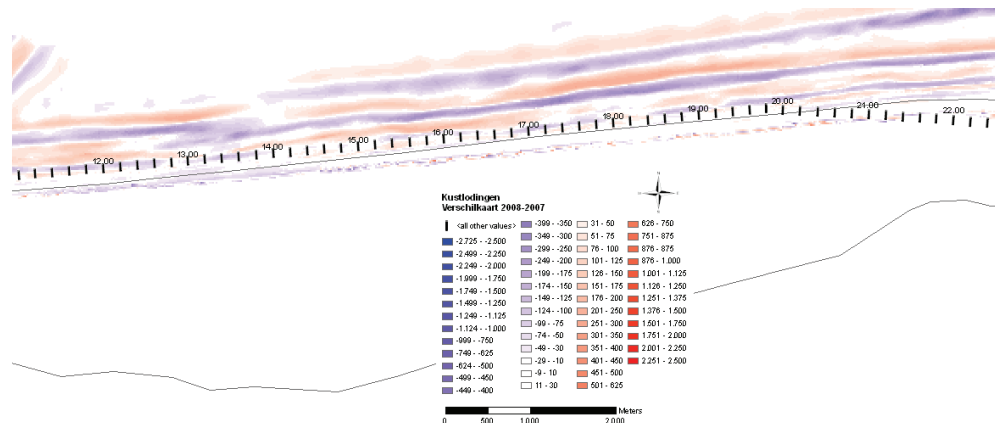 12.00 13.00 14.00 15.00 16.00 17.00 18.00 19.00 20.00 21.00 22.00
Kustlodingen
Verschilkaart 2008-2007
<all other values>
-2.725 - -2.500
-2.499 - -2.250
-2.249 - -2.000
-1.999 - -1.750
-1.749 - -1.500
-1.499 - -1.250
-1.249 - -1.125
-1.124 - -1.000
-999 - -750
-749 - -625
-624 - -500
-499 - -450
-449 - -400
-399 - -350
-349 - -300
-299 - -250
-249 - -200
-199 - -175
-174 - -150
-149 - -125
-124 - -100
-99 - -75
-74 - -50
-49 - -30
-29 - -10
-9 - 10
11 - 30
31 - 50
51 - 75
76 - 100
101 - 125
126 - 150
151 - 175
176 - 200
201 - 250
251 - 300
301 - 350
351 - 400
401 - 450
451 - 500
501 - 625
626 - 750
751 - 875
876 - 875
876 - 1.000
1.001 - 1.125
1.126 - 1.250
1.251 - 1.375
1.376 - 1.500
1.501 - 1.750
1.751 - 2.000
2.001 - 2.250
2.251 - 2.500
Meters
0 500 1.000 2.000